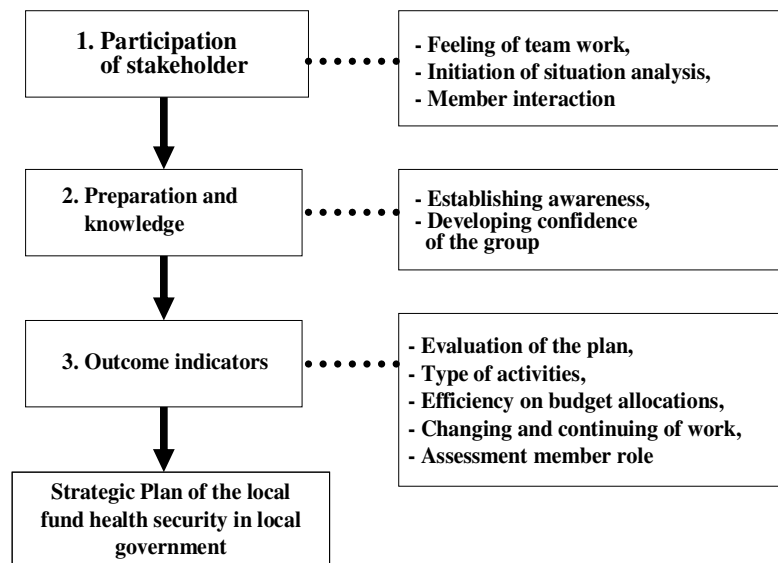 1. Participation
of stakeholder
- Feeling of team work,
- Initiation of situation analysis,
- Member interaction
2. Preparation and
knowledge
- Establishing awareness,
- Developing confidence
of the group
3. Outcome indicators
- Evaluation of the plan,
- Type of activities,
- Efficiency on budget allocations,
- Changing and continuing of work,
- Assessment member role
Strategic Plan of the local
fund health security in local
government